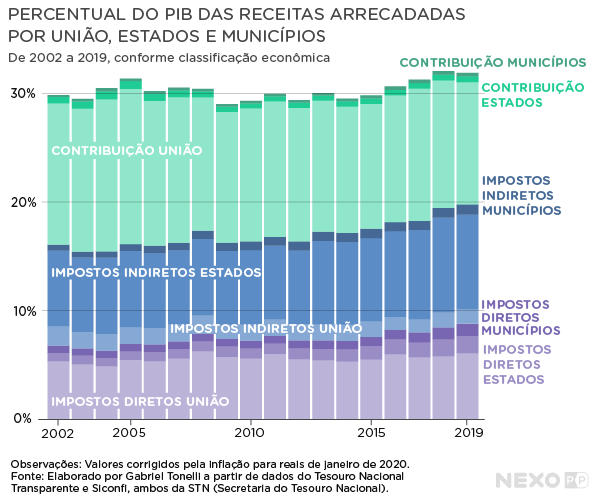 PERCENTUAL DO PIB DAS RECEITAS ARRECADADAS
POR UNIÃO, ESTADOS E MUNICÍPIOS
De 2002 a 2019, conforme classificação econômica
CONTRIBUIÇÃO MUNICÍPIOS
30%
CONTRIBUIÇÃO
ESTADOS
CONTRIBUIÇÃO UNIÃO
20%
IMPOSTOS
INDIRETOS
MUNICÍPIOS
IMPOSTOS INDIRETOS ESTADOS
10%
IMPOSTOS
DIRETOS
MUNICÍPIOS
IMPOSTOS INDIRETOS UNIÃO
IMPOSTOS
DIRETOS
ESTADOS
IMPOSTOS DIRETOS UNIÃO
0%
2002 2005 2010 2015 2019
Observações: Valores corrigidos pela inflação para reais de janeiro de 2020.
Fonte: Elaborado por Gabriel Tonelli a partir de dados do Tesouro Nacional
Transparente e Siconfi, ambos da STN (Secretaria do Tesouro Nacional).
NEXO PP